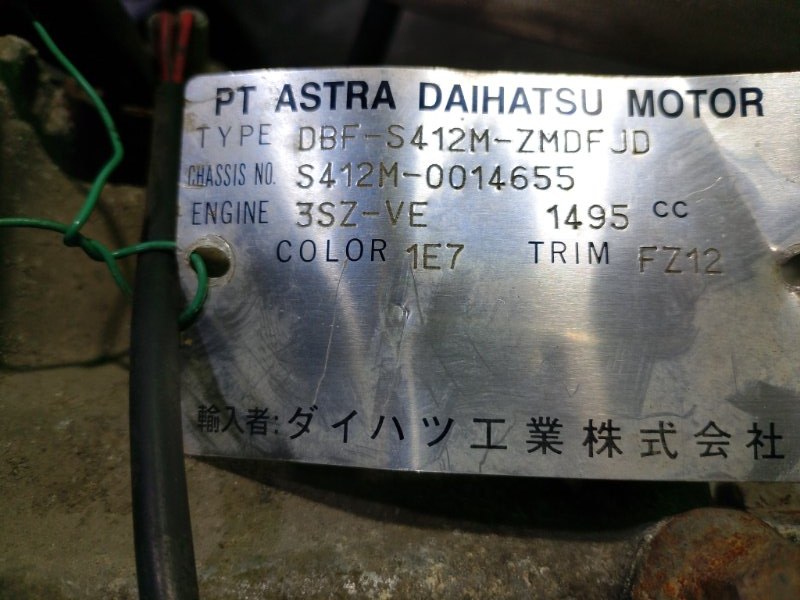 PT ASTRA DAIHATSU MOTOR
TYPE DBF-S412M-ZMDFJD
CHASSIS NO. S412M-0014655
ENGINE 3SZ-VE 1495 cc
COLOR 1E7 TRIM FZ12
輸入者:ダイハツ工業株式会社